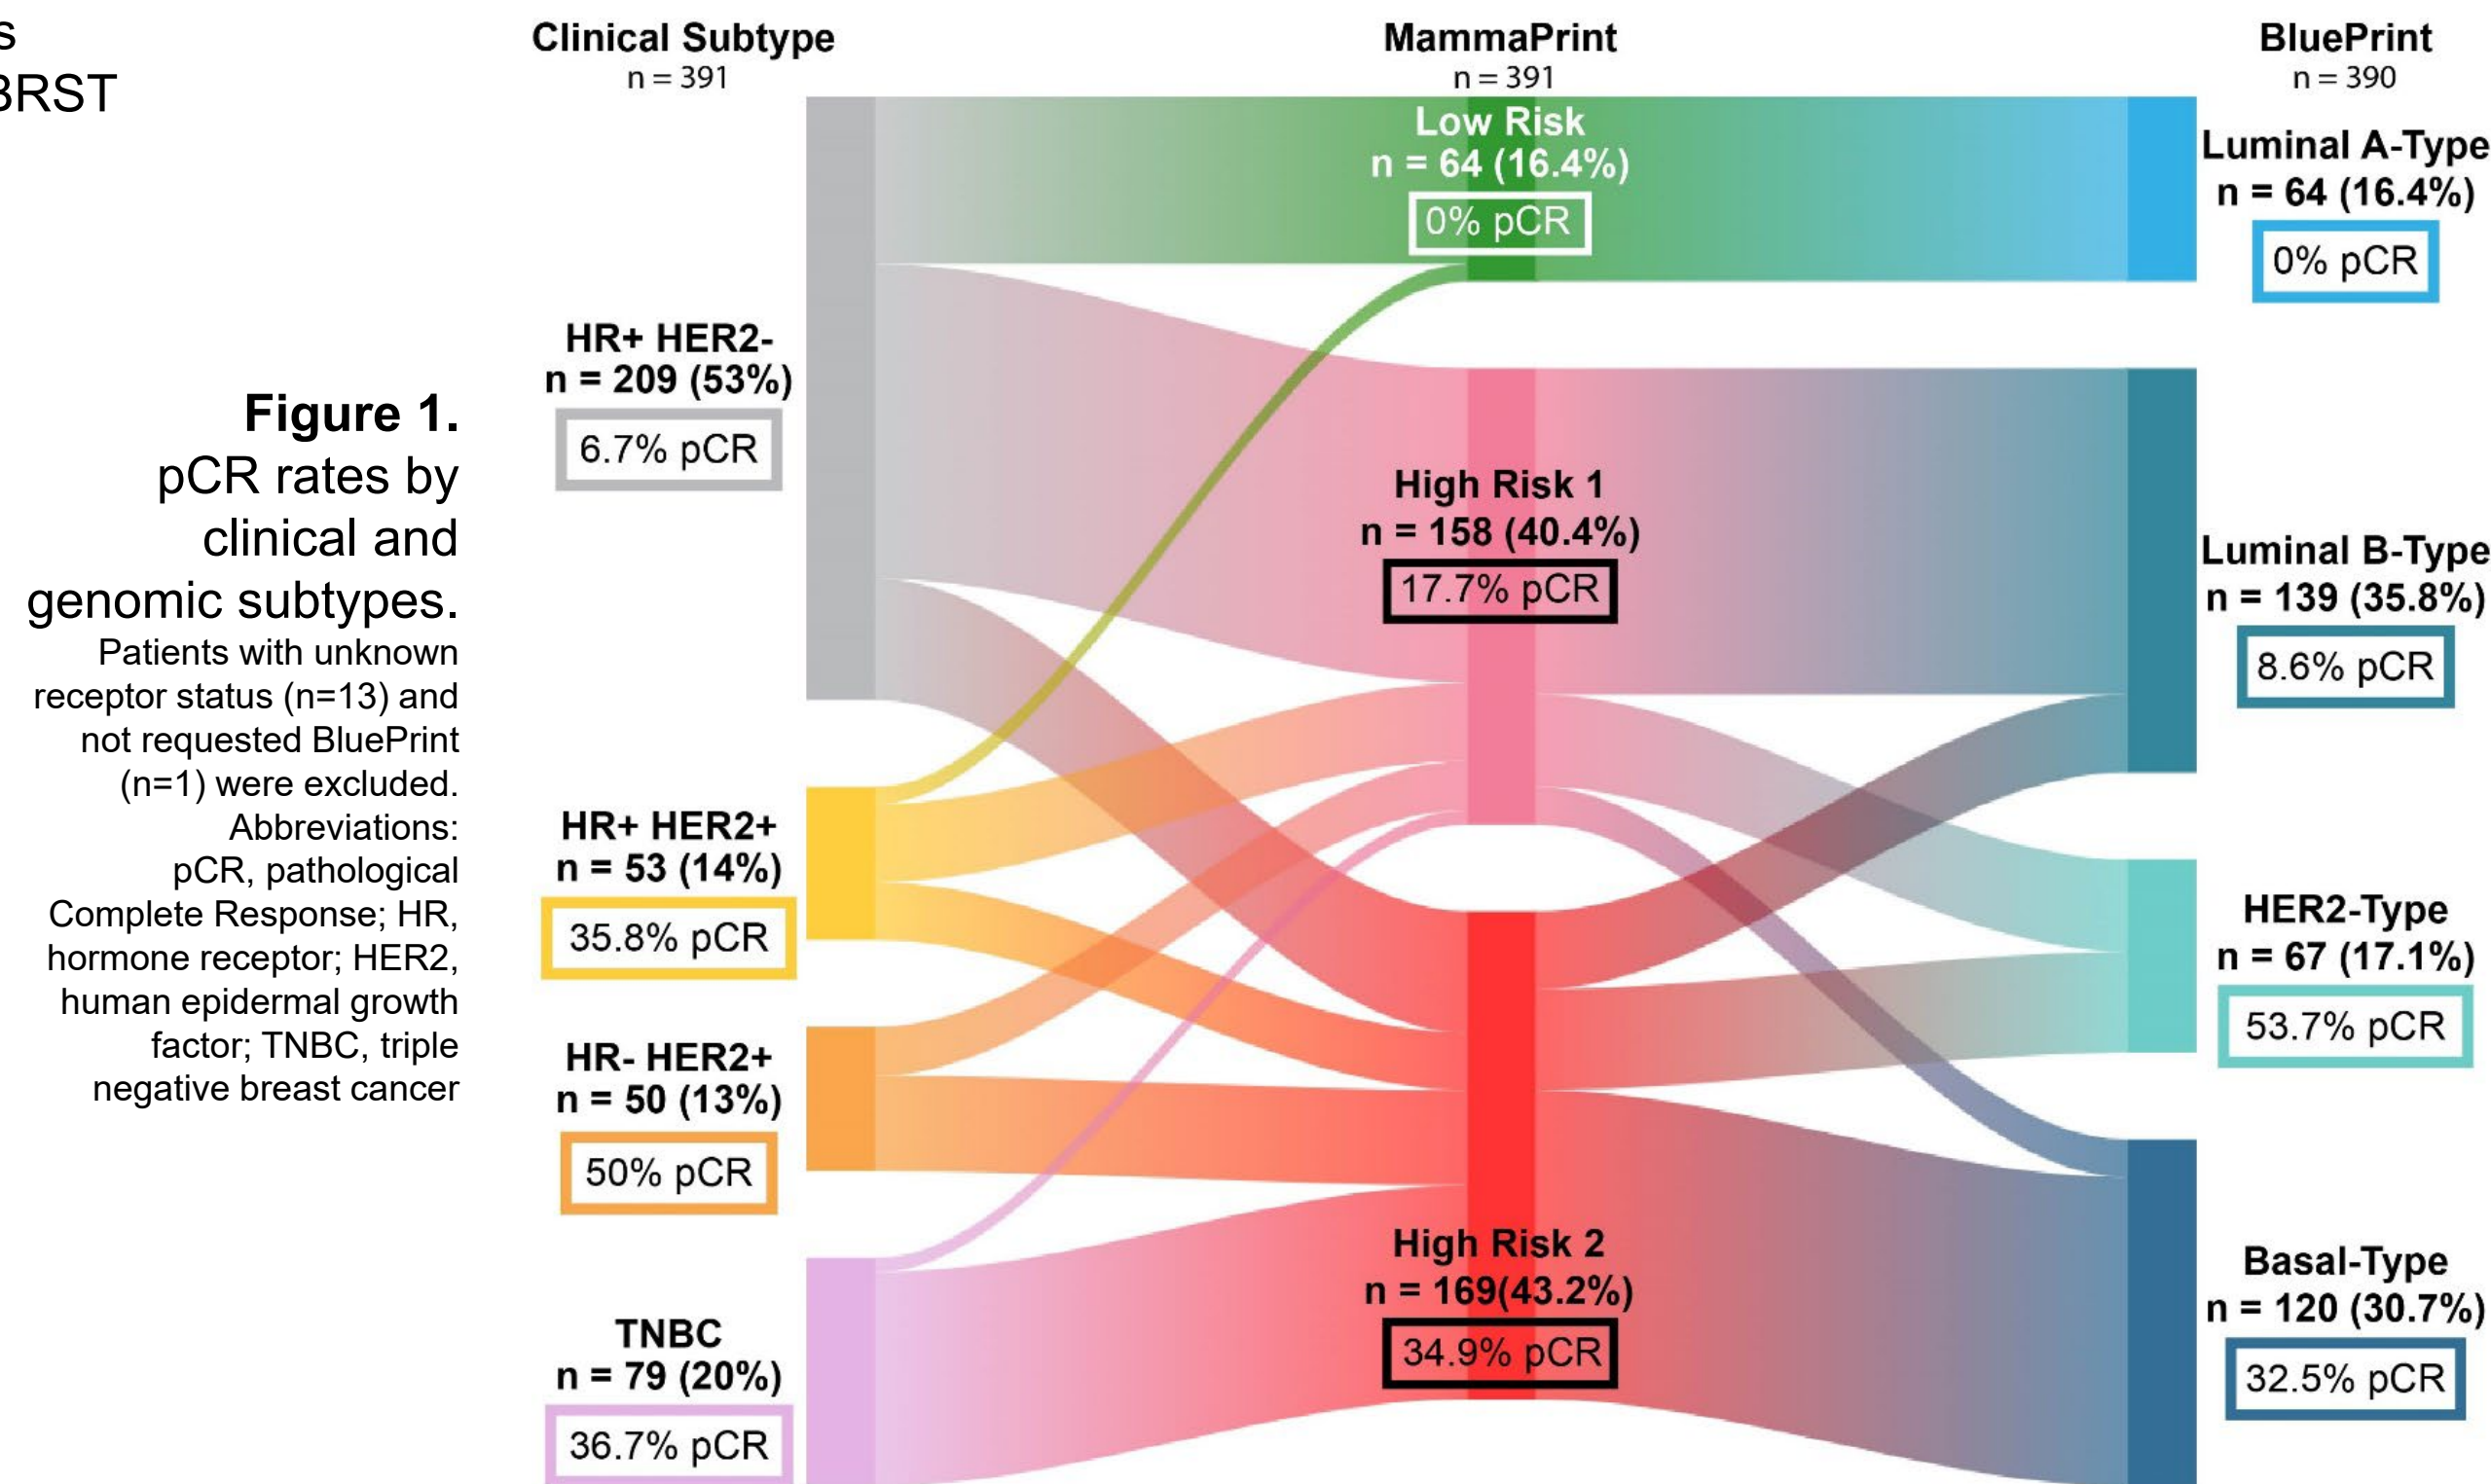 s
BRST
Figure 1.
pCR rates by
clinical and
genomic subtypes.
Patients with unknown
receptor status (n=13) and
not requested BluePrint
(n=1) were excluded.
Abbreviations:
pCR, pathological
Complete Response; HR,
hormone receptor; HER2,
human epidermal growth
factor; TNBC, triple
negative breast cancer
Clinical Subtype
n = 391
HR+ HER2-
n = 209 (53%)
6.7% pCR
HR+ HER2+
n = 53 (14%)
35.8% pCR
HR- HER2+
n = 50 (13%)
50% pCR
TNBC
n = 79 (20%)
36.7% pCR
MammaPrint
n = 391
Low Risk
n = 64 (16.4%)
0% pCR
High Risk 1
n = 158 (40.4%)
17.7% pCR
High Risk 2
n = 169(43.2%)
34.9% pCR
BluePrint
n = 390
Luminal A-Type
n = 64 (16.4%)
0% pCR
Luminal B-Type
n = 139 (35.8%)
8.6% pCR
HER2-Type
n = 67 (17.1%)
53.7% pCR
Basal-Type
n = 120 (30.7%)
32.5% pCR